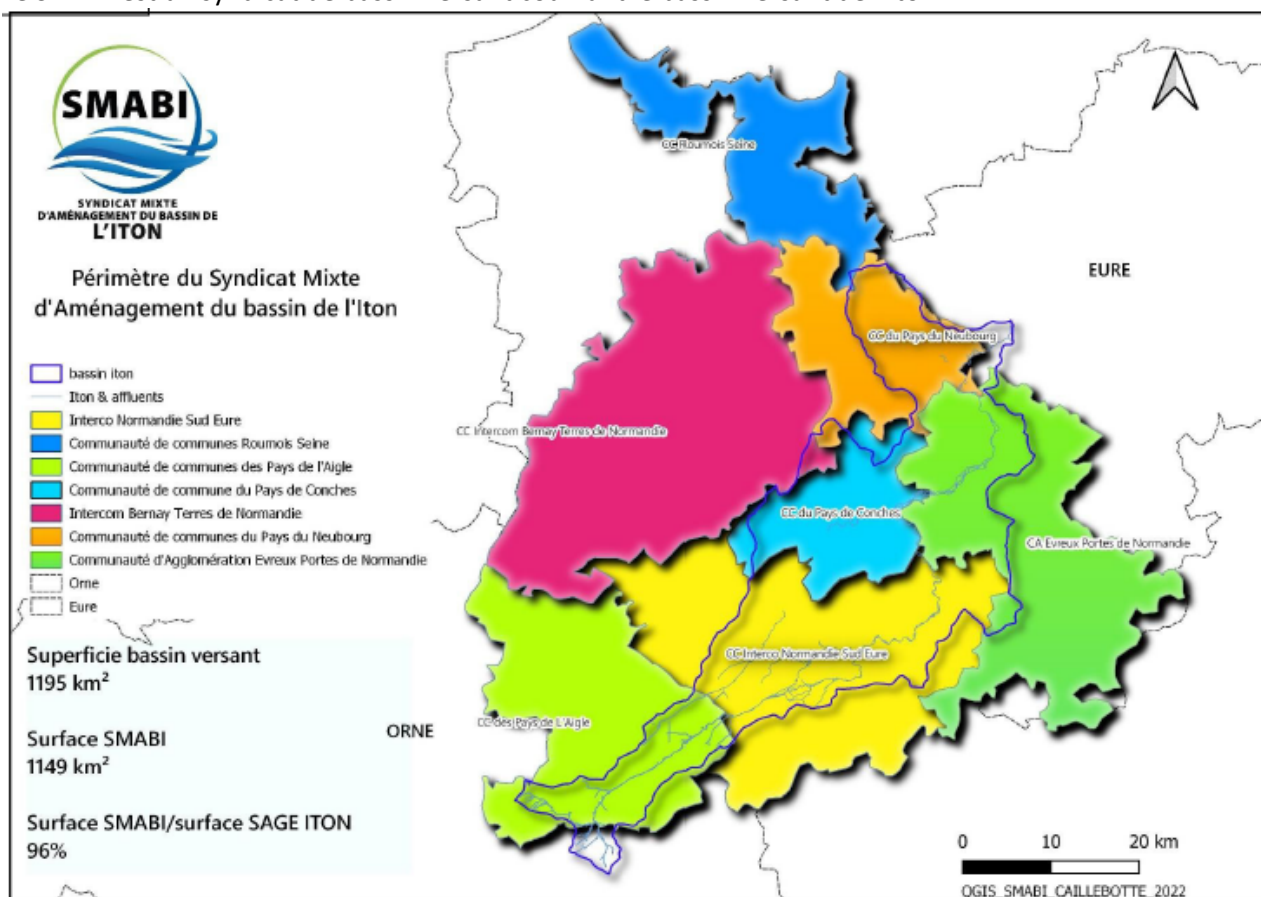 SMABI
SYNDICAT MIXTE
D'AMÉNAGEMENT DU BASSIN DE
L'ITON
Périmètre du Syndicat Mixte
d'Aménagement du bassin de l'Iton
bassin iton
Iton & affluents
Interco Normandie Sud Eure
Communauté de communes Roumois Seine
Communauté de communes des Pays de l'Aigle
Communauté de commune du Pays de Conches
Intercom Bernay Terres de Normandie
Communauté de communes du Pays du Neubourg
Communauté d'Agglomération Evreux Portes de Normandie
Orne
Eure
Superficie bassin versant
1195 km²
Surface SMABI
1149 km²
Surface SMABI/surface SAGE ITON
96%
CC Roumois Seine
EURE
CC du Pays du Neubourg
CC Intercom Bernay Terres de Normandie
CC du Pays de Conches
CA Evreux Portes de Normandie
CC Interco Normandie Sud Eure
CC des Pays de L'Aigle
ORNE
0 10 20 km
QGIS_SMABI_CAILLEBOTTE_2022